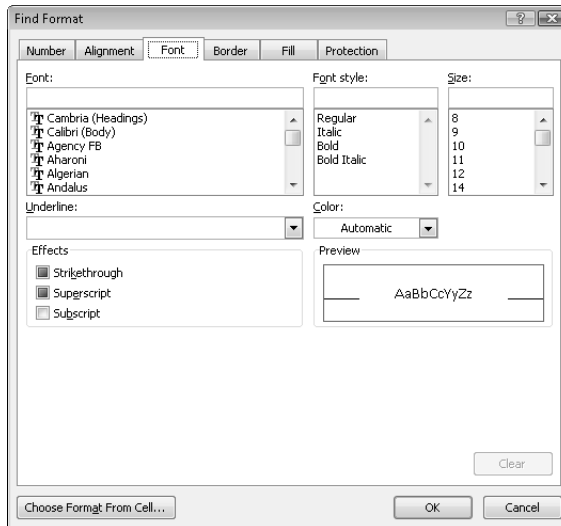 Find Format
Number Alignment Font Border Fill Protection
Font: Font style: Size:
Cambria (Headings) Regular 8
Calibri (Body) Italic 9
Agency FB Bold 10
Aharoni Bold Italic 11
Algerian 12
Andalus 14
Underline: Color:
Automatic
Effects Preview
Strikethrough
Superscript AaBbCcYyZz
Subscript
Clear
Choose Format From Cell... OK Cancel